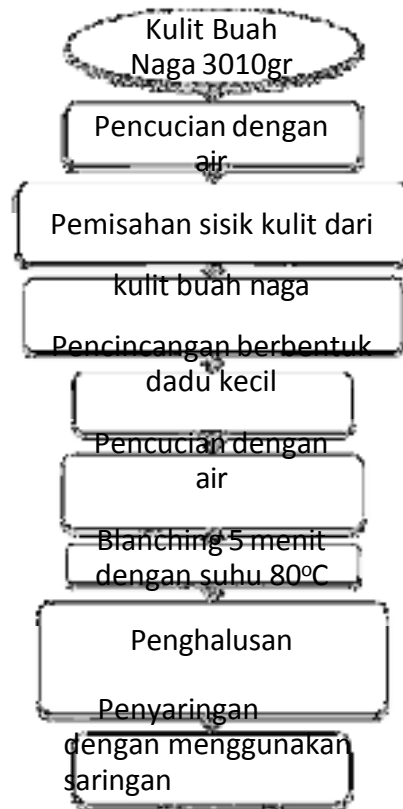 Kulit Buah
Naga 3010gr
Pencucian dengan
air
Pemisahan sisik kulit dari
kulit buah naga
Pencincangan berbentuk
dadu kecil
Pencucian dengan
air
Blanching 5 menit
dengan suhu 80°C
Penghalusan
Penyaringan
dengan menggunakan
saringan